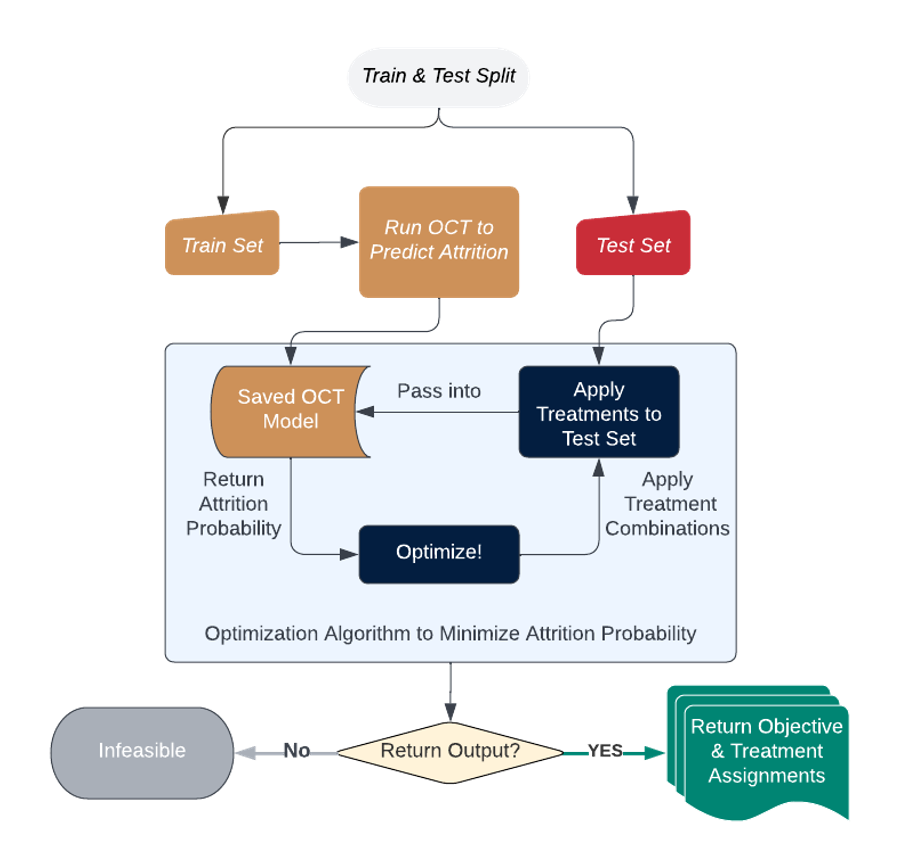 Train & Test Split
Train Set
Run OCT to
Predict Attrition
Test Set
Saved OCT
Model
Pass into
Apply
Treatments to
Test Set
Return
Attrition
Probability
Optimize!
Apply
Treatment
Combinations
Optimization Algorithm to Minimize Attrition Probability
Infeasible
No
Return Output?
YES
Return Objective
& Treatment
Assignments